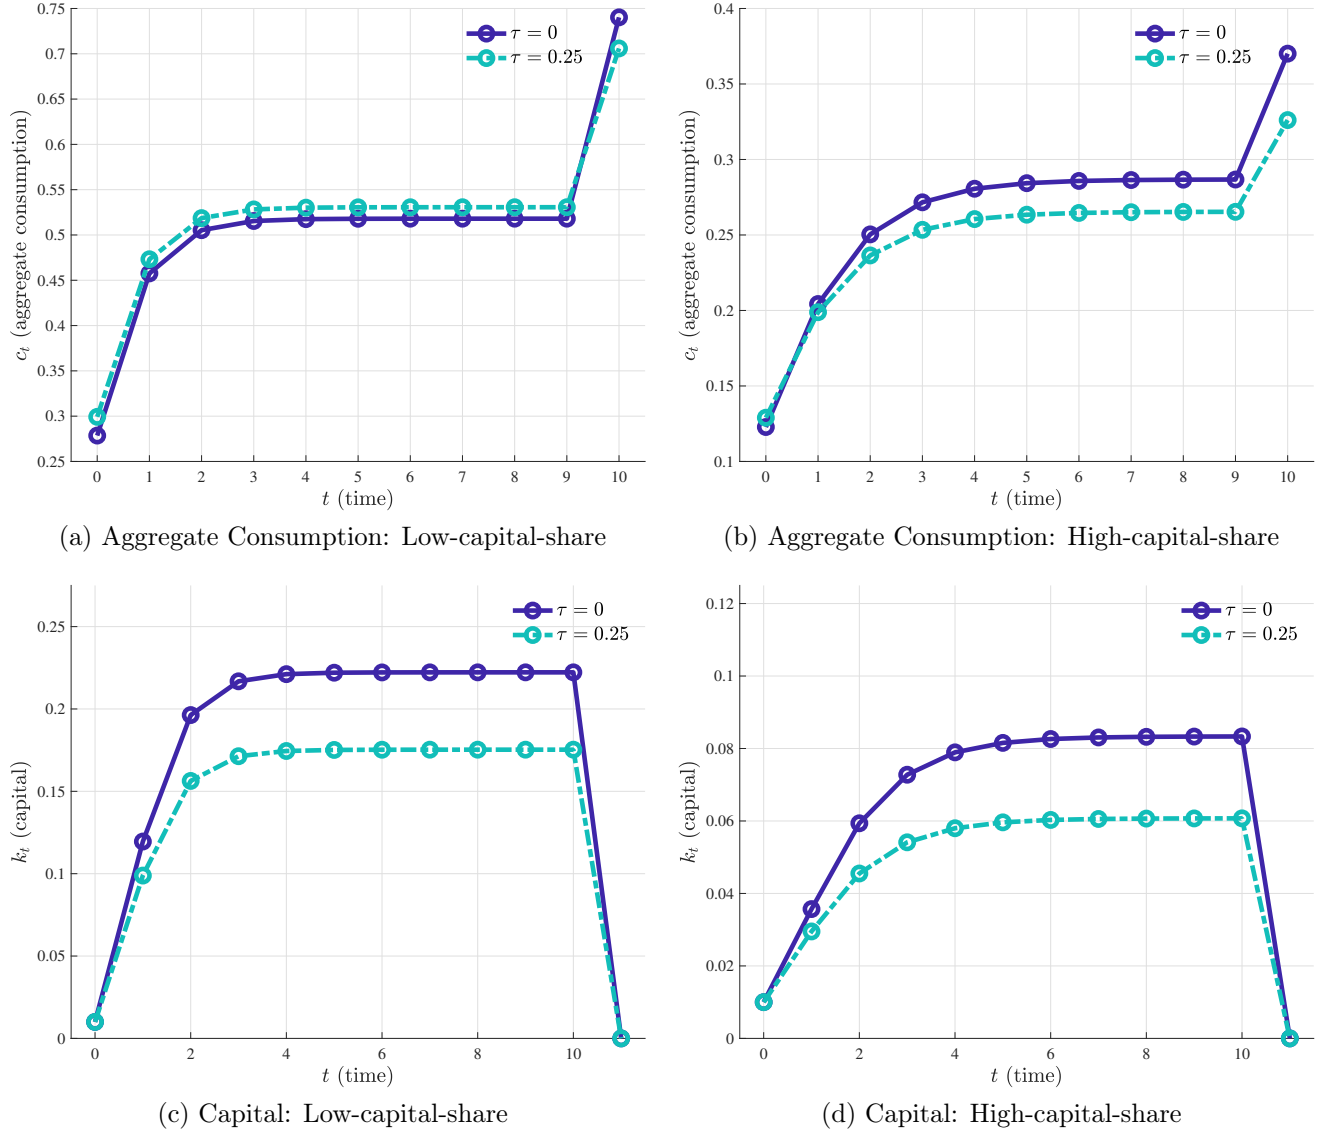 0.75
0.7
0.65
0.6
0.55
0.5
0.45
0.4
0.35
0.3
0.25
τ = 0
τ = 0.25
c_t (aggregate consumption)
0 1 2 3 4 5 6 7 8 9 10
t (time)
(a) Aggregate Consumption: Low-capital-share
0.4
0.35
0.3
0.25
0.2
0.15
0.1
τ = 0
τ = 0.25
c_t (aggregate consumption)
0 1 2 3 4 5 6 7 8 9 10
t (time)
(b) Aggregate Consumption: High-capital-share
0.25
0.2
0.15
0.1
0.05
0
τ = 0
τ = 0.25
k_t (capital)
0 2 4 6 8 10
t (time)
(c) Capital: Low-capital-share
0.12
0.1
0.08
0.06
0.04
0.02
0
τ = 0
τ = 0.25
k_t (capital)
0 2 4 6 8 10
t (time)
(d) Capital: High-capital-share